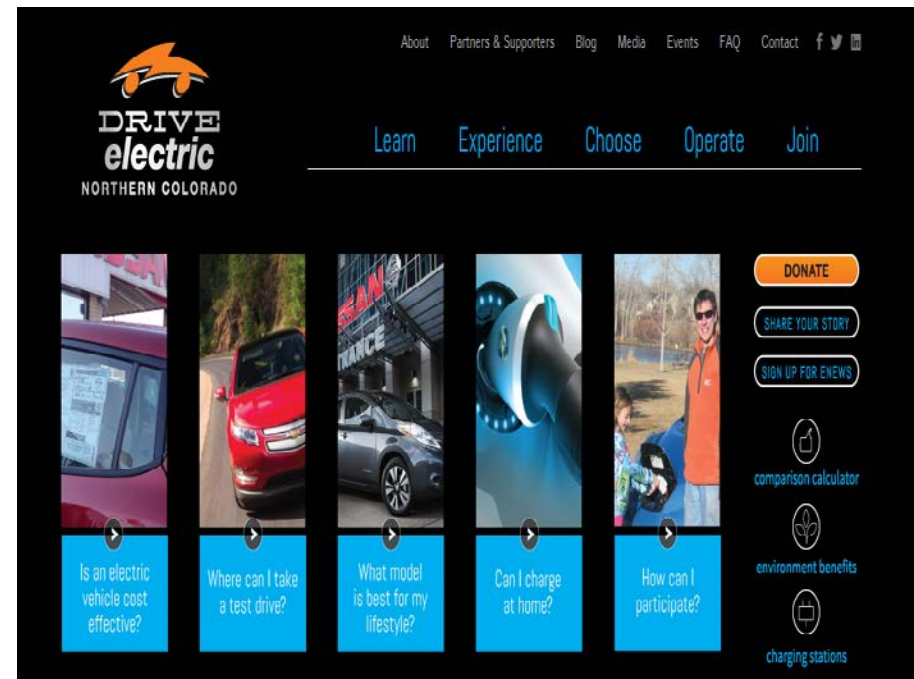 About Partners & Supporters Blog Media Events FAQ Contact
DRIVE
electric
NORTHERN COLORADO
Learn Experience Choose Operate Join
NISSAN
DONATE
SHARE YOUR STORY
SIGN UP FOR ENEWS
comparison calculator
environment benefits
charging stations
Is an electric
vehicle cost
effective?
Where can I take
a test drive?
What model
is best for my
lifestyle?
Can I charge
at home?
How can I
participate?